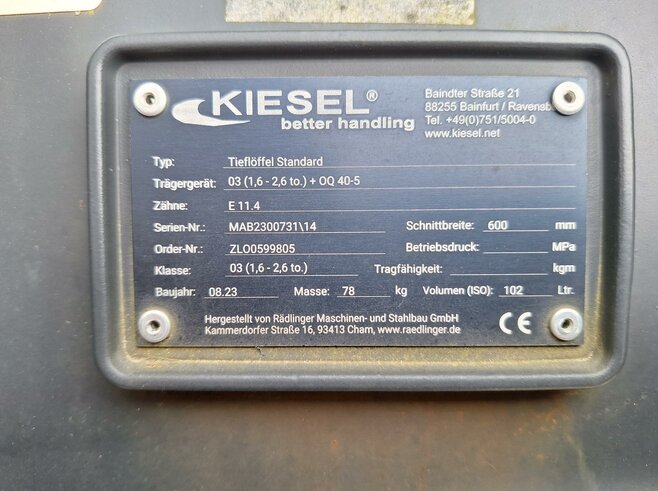 KIESEL®
better handling
Baindter Straße 21
88255 Bainfurt / Ravensb
Tel. +49(0)751/5004-0
www.kiesel.net
Typ: Tieflöffel Standard
Trägergerät: 03 (1,6 - 2,6 to.) + OQ 40-5
Zähne: E 11.4
Serien-Nr.: MAB2300731\14 Schnittbreite: 600 mm
Order-Nr.: ZLO0599805 Betriebsdruck: MPa
Klasse: 03 (1,6 - 2,6 to.) Tragfähigkeit: kgm
Baujahr: 08.23 Masse: 78 kg Volumen (ISO): 102 Ltr.
Hergestellt von Rädlinger Maschinen- und Stahlbau GmbH
Kammerdorfer Straße 16, 93413 Cham, www.raedlinger.de
CE